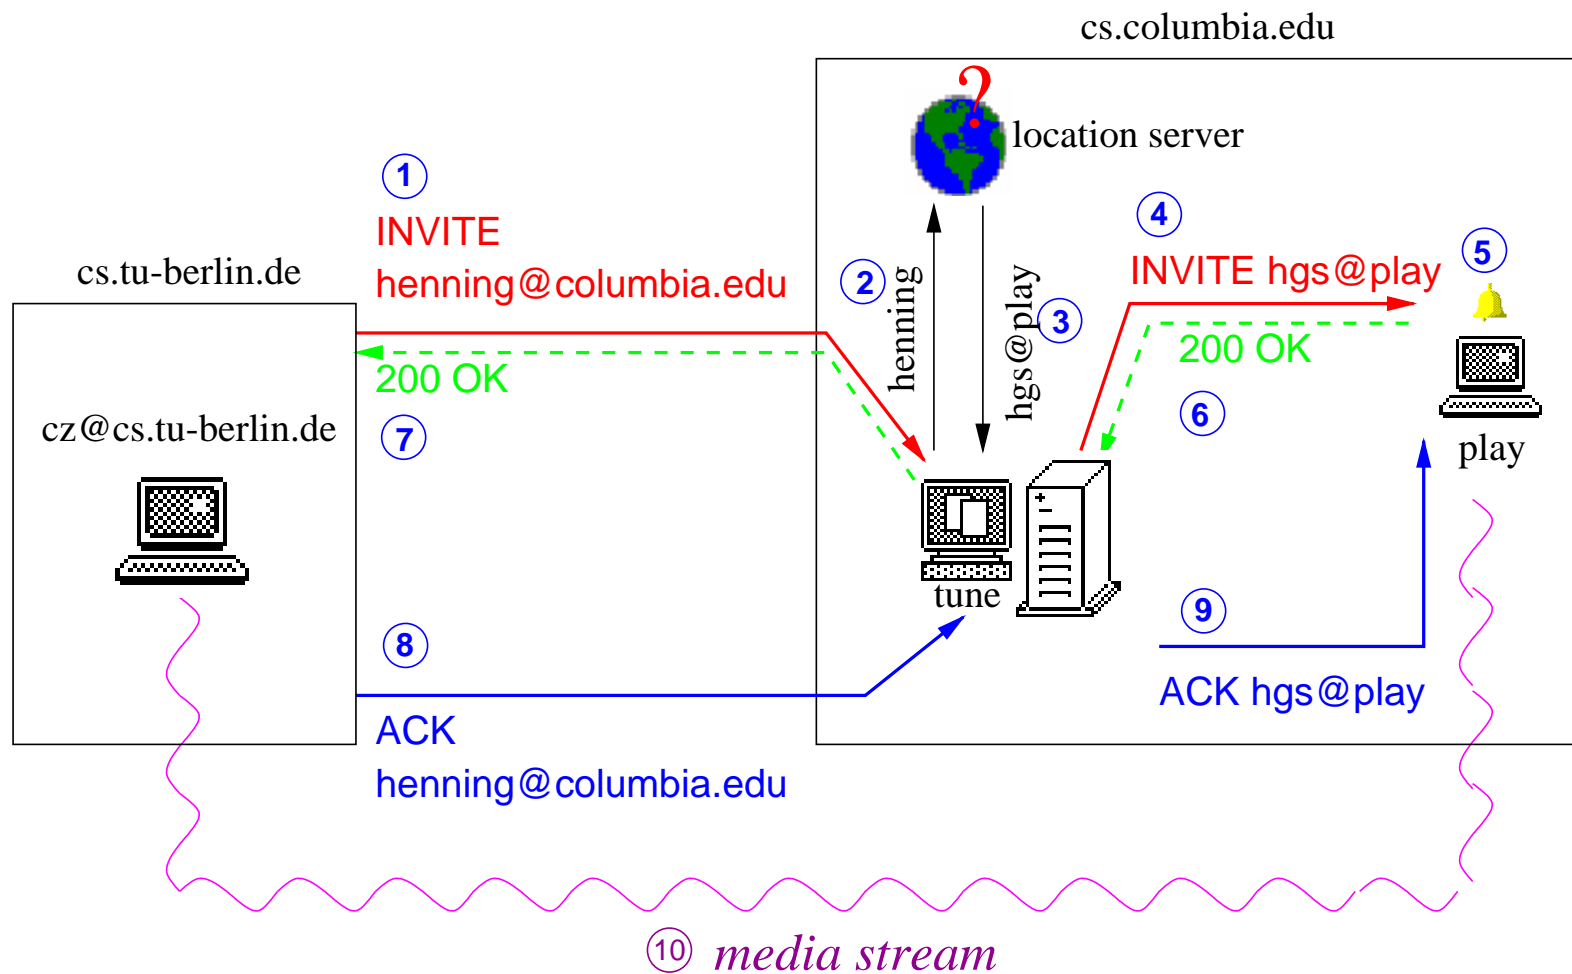 cs.columbia.edu
?
location server
1
INVITE
henning@columbia.edu
cs.tu-berlin.de
2
henning
hgs@play
3
4
INVITE hgs@play
5
200 OK
200 OK
6
cz@cs.tu-berlin.de
7
play
tune
8
9
ACK hgs@play
ACK
henning@columbia.edu
10 media stream